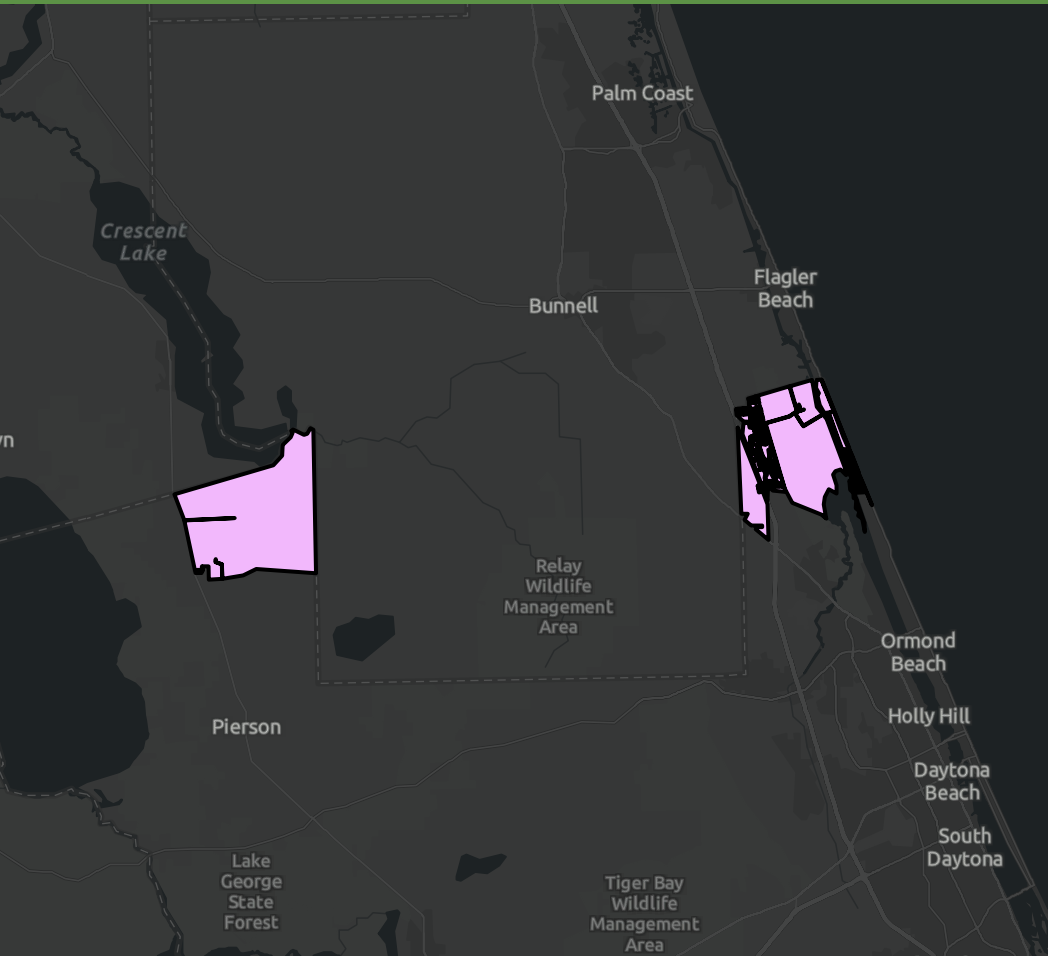 Palm Coast
Crescent
Lake
Flagler
Beach
Bunnell
vn
Relay
Wildlife
Management
Area
Ormond
Beach
Holly Hill
Pierson
Daytona
Beach
South
Daytona
Lake
George
State
Forest
Tiger Bay
Wildlife
Management
Area